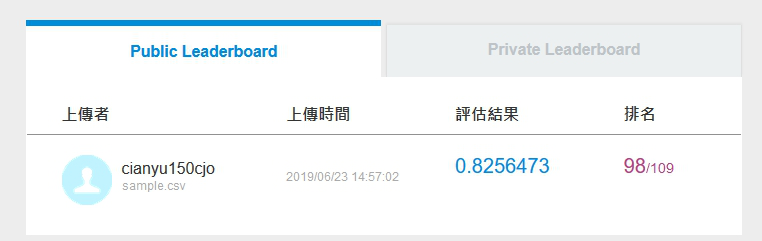 Public Leaderboard
Private Leaderboard
上傳者 上傳時間 評估結果 排名
cianyu150cjo 2019/06/23 14:57:02 0.8256473 98/109
sample.csv